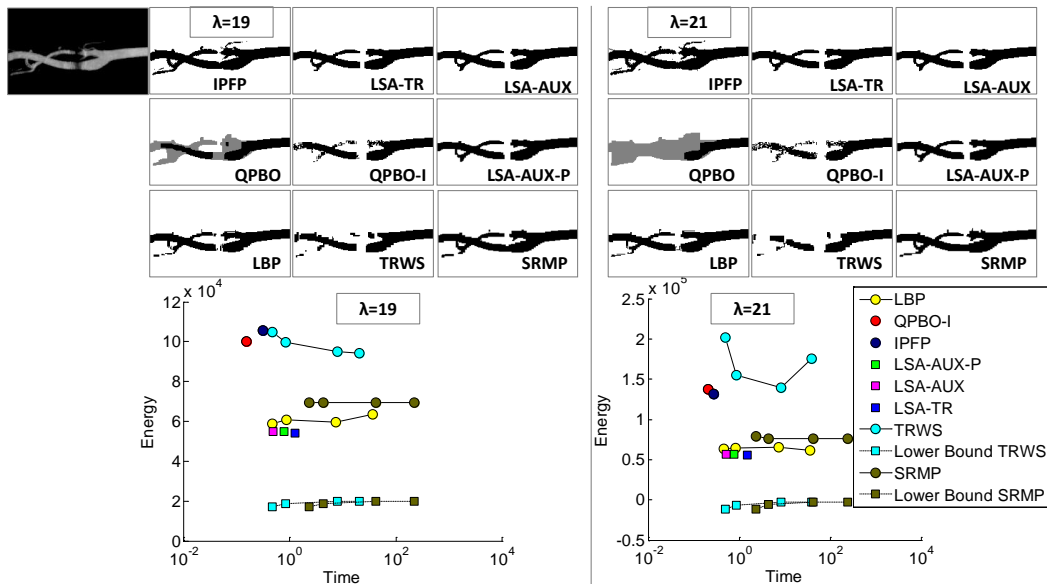 λ=19
IPFP
LSA-TR
LSA-AUX
QPBO
QPBO-I
LSA-AUX-P
LBP
TRWS
SRMP
λ=21
IPFP
LSA-TR
LSA-AUX
QPBO
QPBO-I
LSA-AUX-P
LBP
TRWS
SRMP
x 10^4
λ=19
12
10
8
6
4
2
0
Energy
10^-2
10^0
10^2
10^4
Time
x 10^5
λ=21
2.5
2
1.5
1
0.5
0
-0.5
Energy
10^-2
10^0
10^2
10^4
Time
LBP
QPBO-I
IPFP
LSA-AUX-P
LSA-AUX
LSA-TR
TRWS
Lower Bound TRWS
SRMP
Lower Bound SRMP